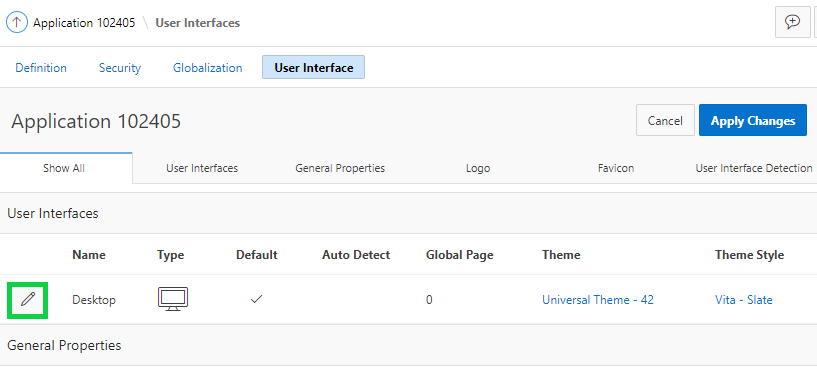 Application 102405 \ User Interfaces
Definition Security Globalization User Interface
Application 102405 Cancel Apply Changes
Show All User Interfaces General Properties Logo Favicon User Interface Detection
User Interfaces
Name Type Default Auto Detect Global Page Theme Theme Style
Desktop 0 Universal Theme - 42 Vita - Slate
General Properties